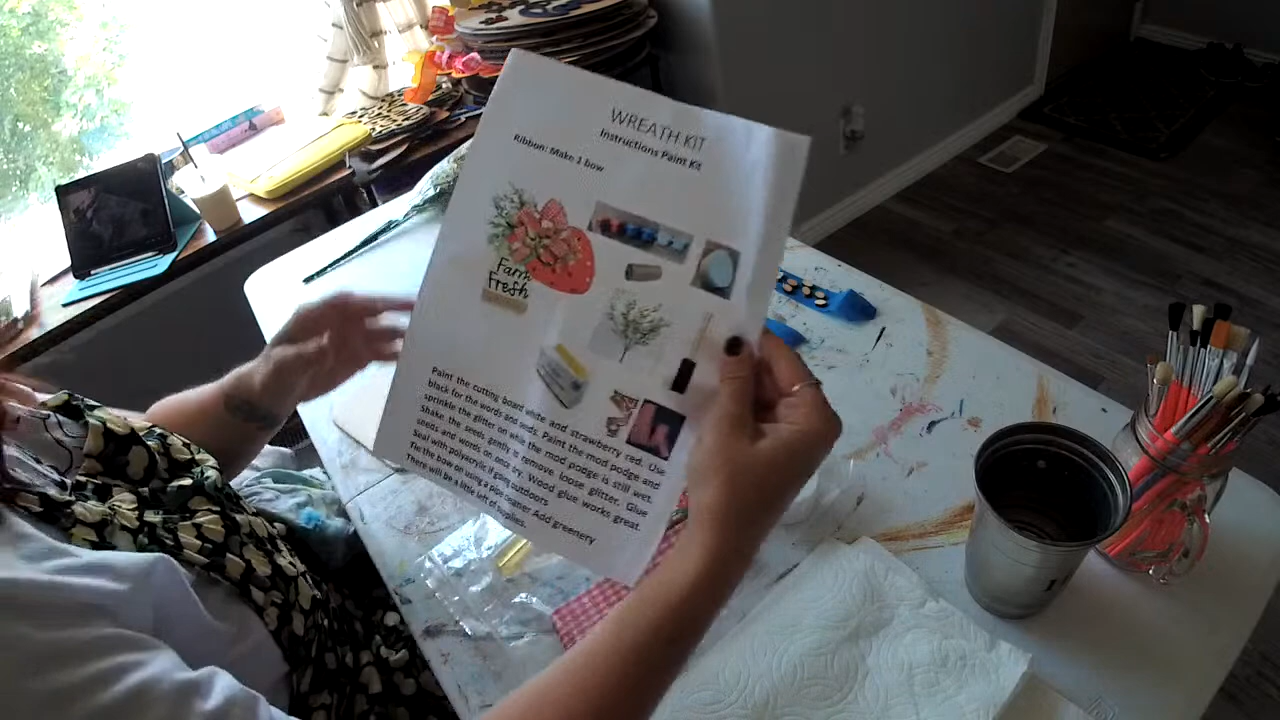 WREATH KIT
Instructions Paint Kit
Ribbon: Make 1 bow
Farm
Fresh
Paint the cutting board white and strawberry red. Use
black for the words and seeds. Paint the mod podge and
sprinkle the glitter on while the mod podge is still wet.
Shake the seeds gently to remove loose glitter. Glue
seeds and words on once dry. Wood glue works great.
Seal with polyacrylic if going outdoors
Tie the bow on using a pipe cleaner Add greenery
There will be a little left of supplies.
1